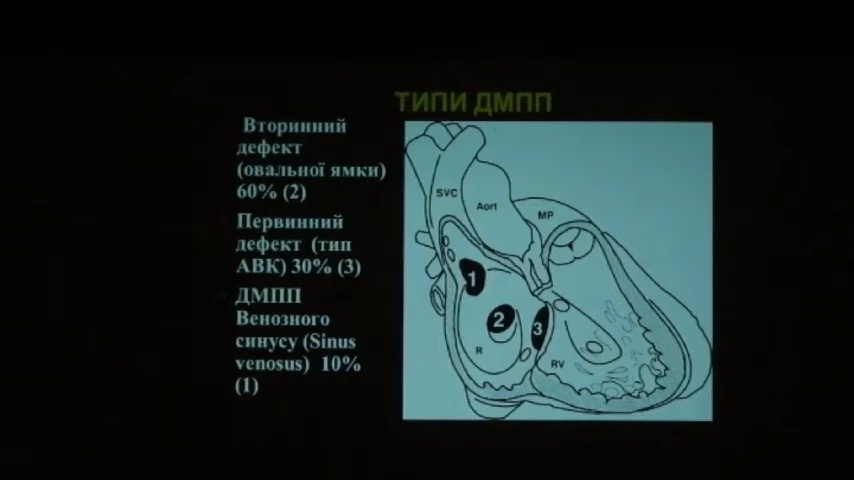 ТИПИ ДМПП
Вторинний
дефект
(овальної ямки)
60% (2)
Первинний
дефект (тип
АВК) 30% (3)
ДМПП
Венозного
синусу (Sinus
venosus) 10%
(1)
SVC
Aort
MP
1
2
3
R
RV